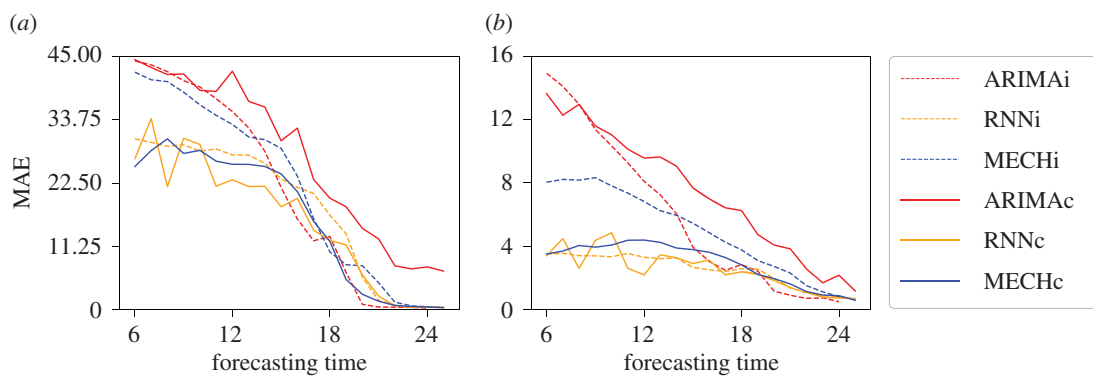 (a)
MAE
45.00
33.75
22.50
11.25
0
6
12
18
24
forecasting time
(b)
16
12
8
4
0
6
12
18
24
forecasting time
ARIMAi
RNNi
MECHi
ARIMAc
RNNc
MECHc